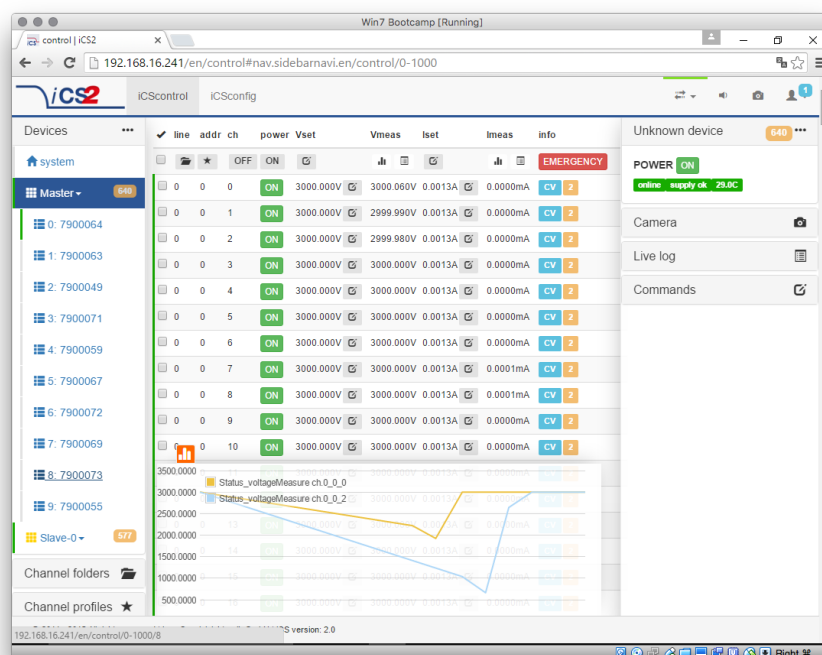 Win7 Bootcamp [Running]
control | iCS2
192.168.16.241/en/control#nav.sidebarnavi.en/control/0-1000
iCS2 iCScontrol iCSconfig 1
Devices
system
Master 640
0: 7900064
1: 7900063
2: 7900049
3: 7900071
4: 7900059
5: 7900067
6: 7900072
7: 7900069
8: 7900073
9: 7900055
Slave-0 577
Channel folders
Channel profiles
line addr ch power Vset Vmeas Iset Imeas info
OFF ON EMERGENCY
0 0 0 ON 3000.000V 3000.060V 0.0013A 0.0000mA CV 2
0 0 1 ON 3000.000V 2999.990V 0.0013A 0.0000mA CV 2
0 0 2 ON 3000.000V 2999.980V 0.0013A 0.0000mA CV 2
0 0 3 ON 3000.000V 3000.000V 0.0013A 0.0000mA CV 2
0 0 4 ON 3000.000V 3000.000V 0.0013A 0.0000mA CV 2
0 0 5 ON 3000.000V 3000.000V 0.0013A 0.0000mA CV 2
0 0 6 ON 3000.000V 3000.000V 0.0013A 0.0000mA CV 2
0 0 7 ON 3000.000V 3000.000V 0.0013A 0.0001mA CV 2
0 0 8 ON 3000.000V 3000.000V 0.0013A 0.0001mA CV 2
0 0 9 ON 3000.000V 3000.000V 0.0013A 0.0000mA CV 2
0 0 10 ON 3000.000V 3000.000V 0.0013A 0.0000mA CV 2
3500.0000
3000.0000
2500.0000
2000.0000
1500.0000
1000.0000
500.0000
Status_voltageMeasure ch.0_0_0
Status_voltageMeasure ch.0_0_2
Unknown device 640
POWER ON
online supply ok 29.0C
Camera
Live log
Commands
192.168.16.241/en/control/0-1000/8
version: 2.0
Right ⌘